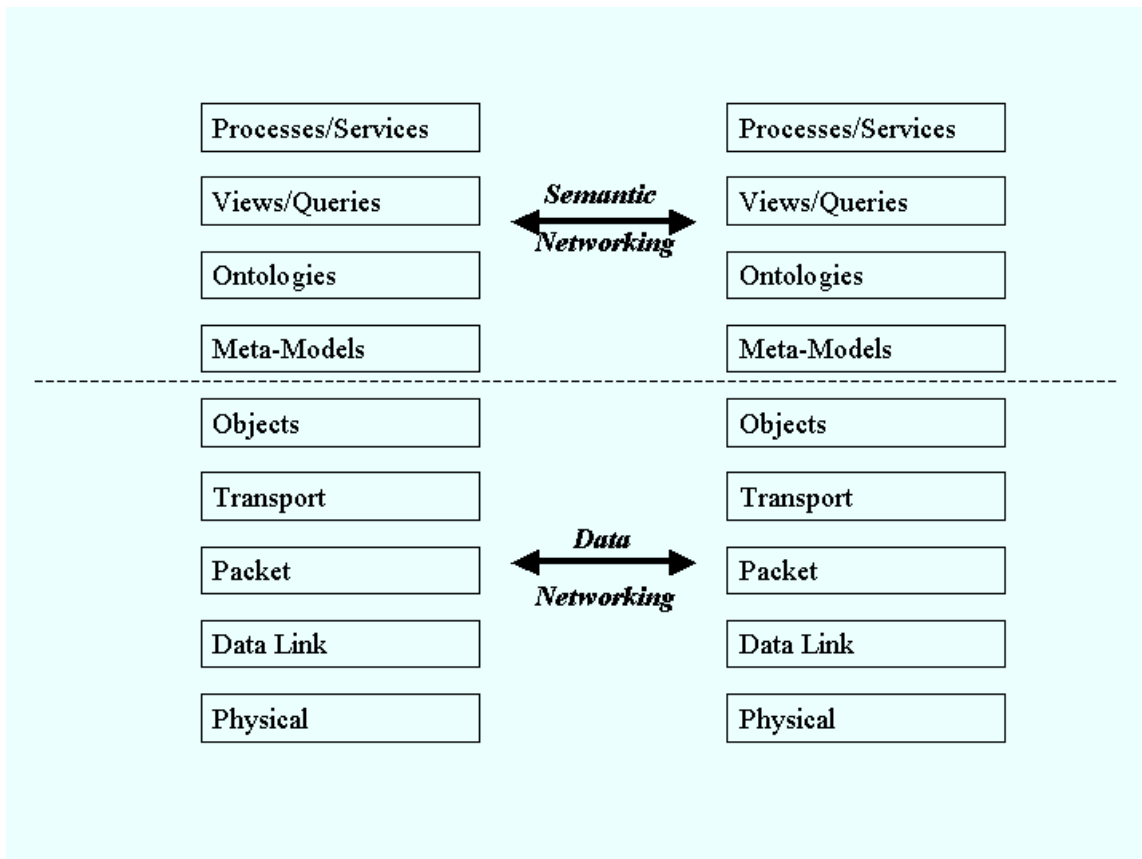 Processes/Services
Processes/Services
Views/Queries
Semantic
Networking
Views/Queries
Ontologies
Ontologies
Meta-Models
Meta-Models
Objects
Objects
Transport
Transport
Packet
Data
Networking
Packet
Data Link
Data Link
Physical
Physical